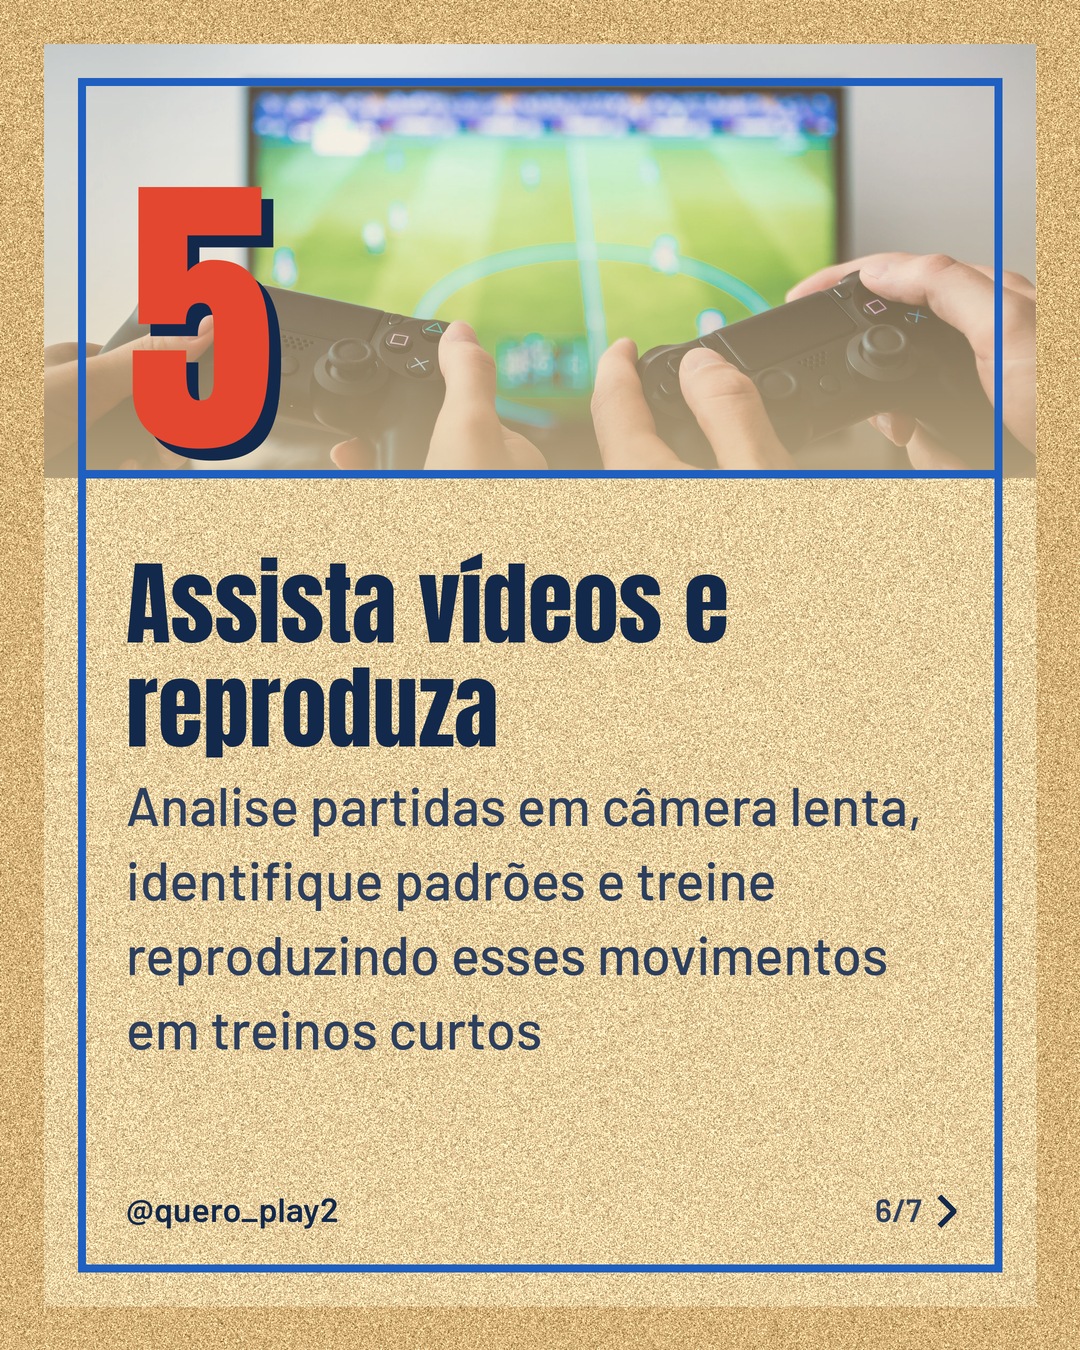 5
Assista vídeos e
reproduza
Analise partidas em câmera lenta,
identifique padrões e treine
reproduzindo esses movimentos
em treinos curtos
@quero_play2
6/7